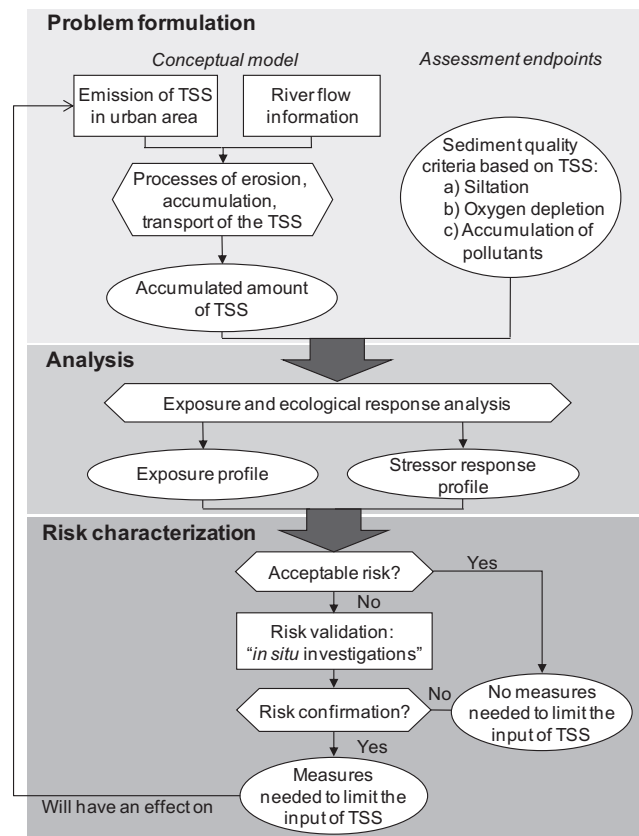 Problem formulation
Conceptual model
Assessment endpoints
Emission of TSS
in urban area
River flow
information
Processes of erosion,
accumulation,
transport of the TSS
Accumulated amount
of TSS
Sediment quality
criteria based on TSS:
a) Siltation
b) Oxygen depletion
c) Accumulation of
pollutants
Analysis
Exposure and ecological response analysis
Exposure profile
Stressor response
profile
Risk characterization
Acceptable risk?
Yes
No
Risk validation:
“in situ investigations”
Risk confirmation?
No
No measures
needed to limit the
input of TSS
Yes
Measures
needed to limit the
input of TSS
Will have an effect on